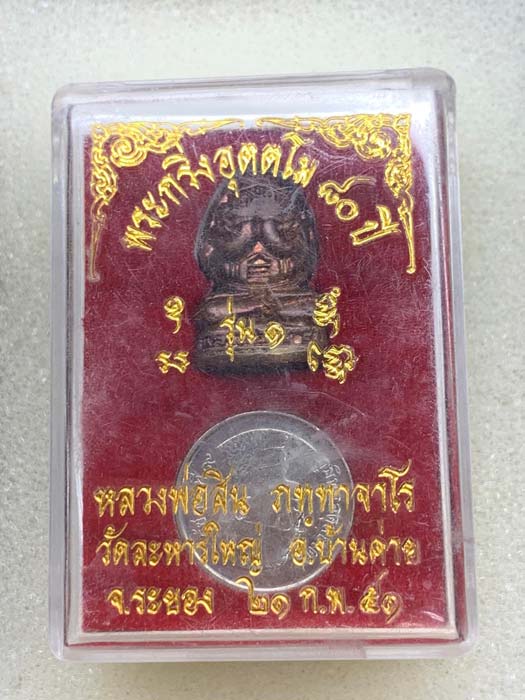 พระกริ่งอุตตโม ๘๐ ปี
รุ่น ๑
หลวงพ่อสิน ภทฺทาจาโร
วัดละหารใหญ่ อ.บ้านค่าย
จ.ระยอง ๒๑ ก.พ. ๕๑